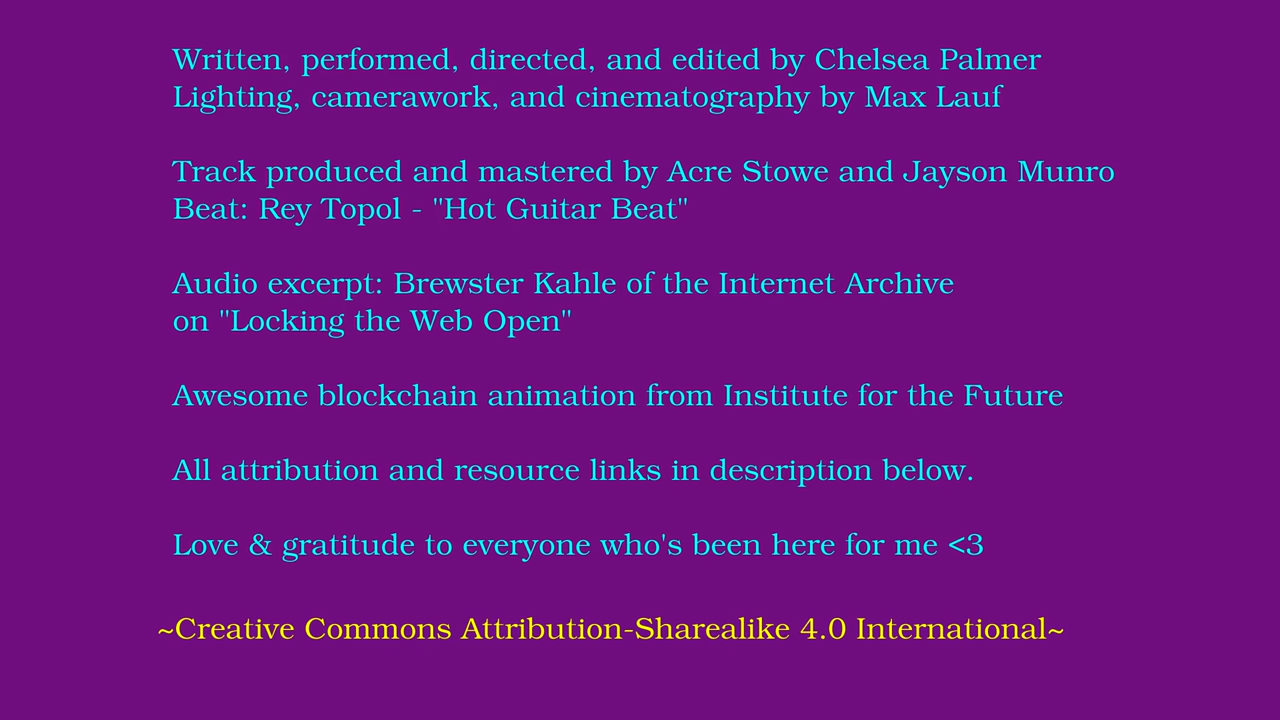 Written, performed, directed, and edited by Chelsea Palmer
Lighting, camerawork, and cinematography by Max Lauf
Track produced and mastered by Acre Stowe and Jayson Munro
Beat: Rey Topol - "Hot Guitar Beat"
Audio excerpt: Brewster Kahle of the Internet Archive
on "Locking the Web Open"
Awesome blockchain animation from Institute for the Future
All attribution and resource links in description below.
Love & gratitude to everyone who's been here for me <3
~Creative Commons Attribution-Sharealike 4.0 International~